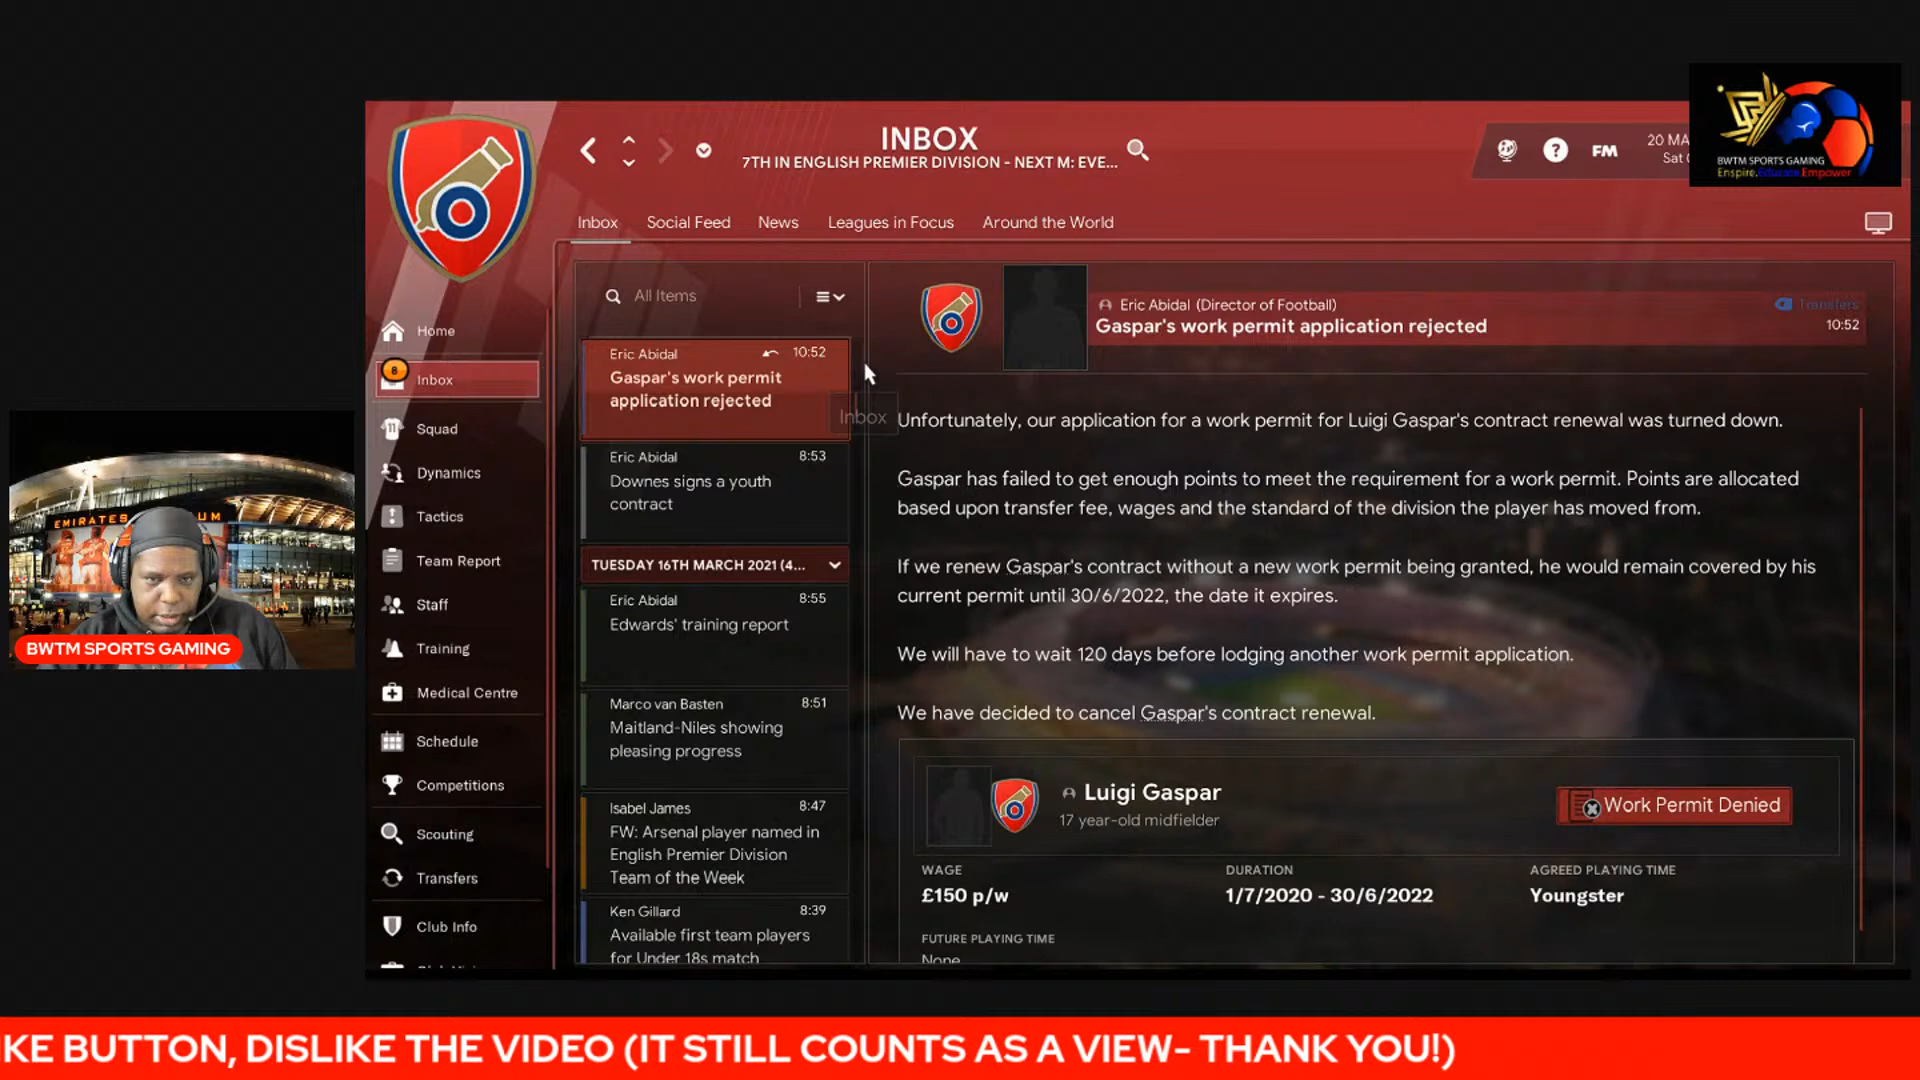 INBOX
7TH IN ENGLISH PREMIER DIVISION - NEXT M: EVE...
FM
20 MA
Sat
BWTM SPORTS GAMING
Enspire.Educate.Empower
Inbox
Social Feed
News
Leagues in Focus
Around the World
Home
8
Inbox
Squad
Dynamics
Tactics
Team Report
Staff
Training
Medical Centre
Schedule
Competitions
Scouting
Transfers
Club Info
All Items
Eric Abidal 10:52
Gaspar's work permit
application rejected
Inbox
Eric Abidal 8:53
Downes signs a youth
contract
TUESDAY 16TH MARCH 2021 (4...
Eric Abidal 8:55
Edwards' training report
Marco van Basten 8:51
Maitland-Niles showing
pleasing progress
Isabel James 8:47
FW: Arsenal player named in
English Premier Division
Team of the Week
Ken Gillard 8:39
Available first team players
for Under 18s match
Eric Abidal (Director of Football)
Transfers
Gaspar's work permit application rejected
10:52
Unfortunately, our application for a work permit for Luigi Gaspar's contract renewal was turned down.
Gaspar has failed to get enough points to meet the requirement for a work permit. Points are allocated
based upon transfer fee, wages and the standard of the division the player has moved from.
If we renew Gaspar's contract without a new work permit being granted, he would remain covered by his
current permit until 30/6/2022, the date it expires.
We will have to wait 120 days before lodging another work permit application.
We have decided to cancel Gaspar's contract renewal.
Luigi Gaspar
17 year-old midfielder
Work Permit Denied
WAGE
£150 p/w
DURATION
1/7/2020 - 30/6/2022
AGREED PLAYING TIME
Youngster
FUTURE PLAYING TIME
None
EMIRATES
UM
BWTM SPORTS GAMING
KE BUTTON, DISLIKE THE VIDEO (IT STILL COUNTS AS A VIEW- THANK YOU!)